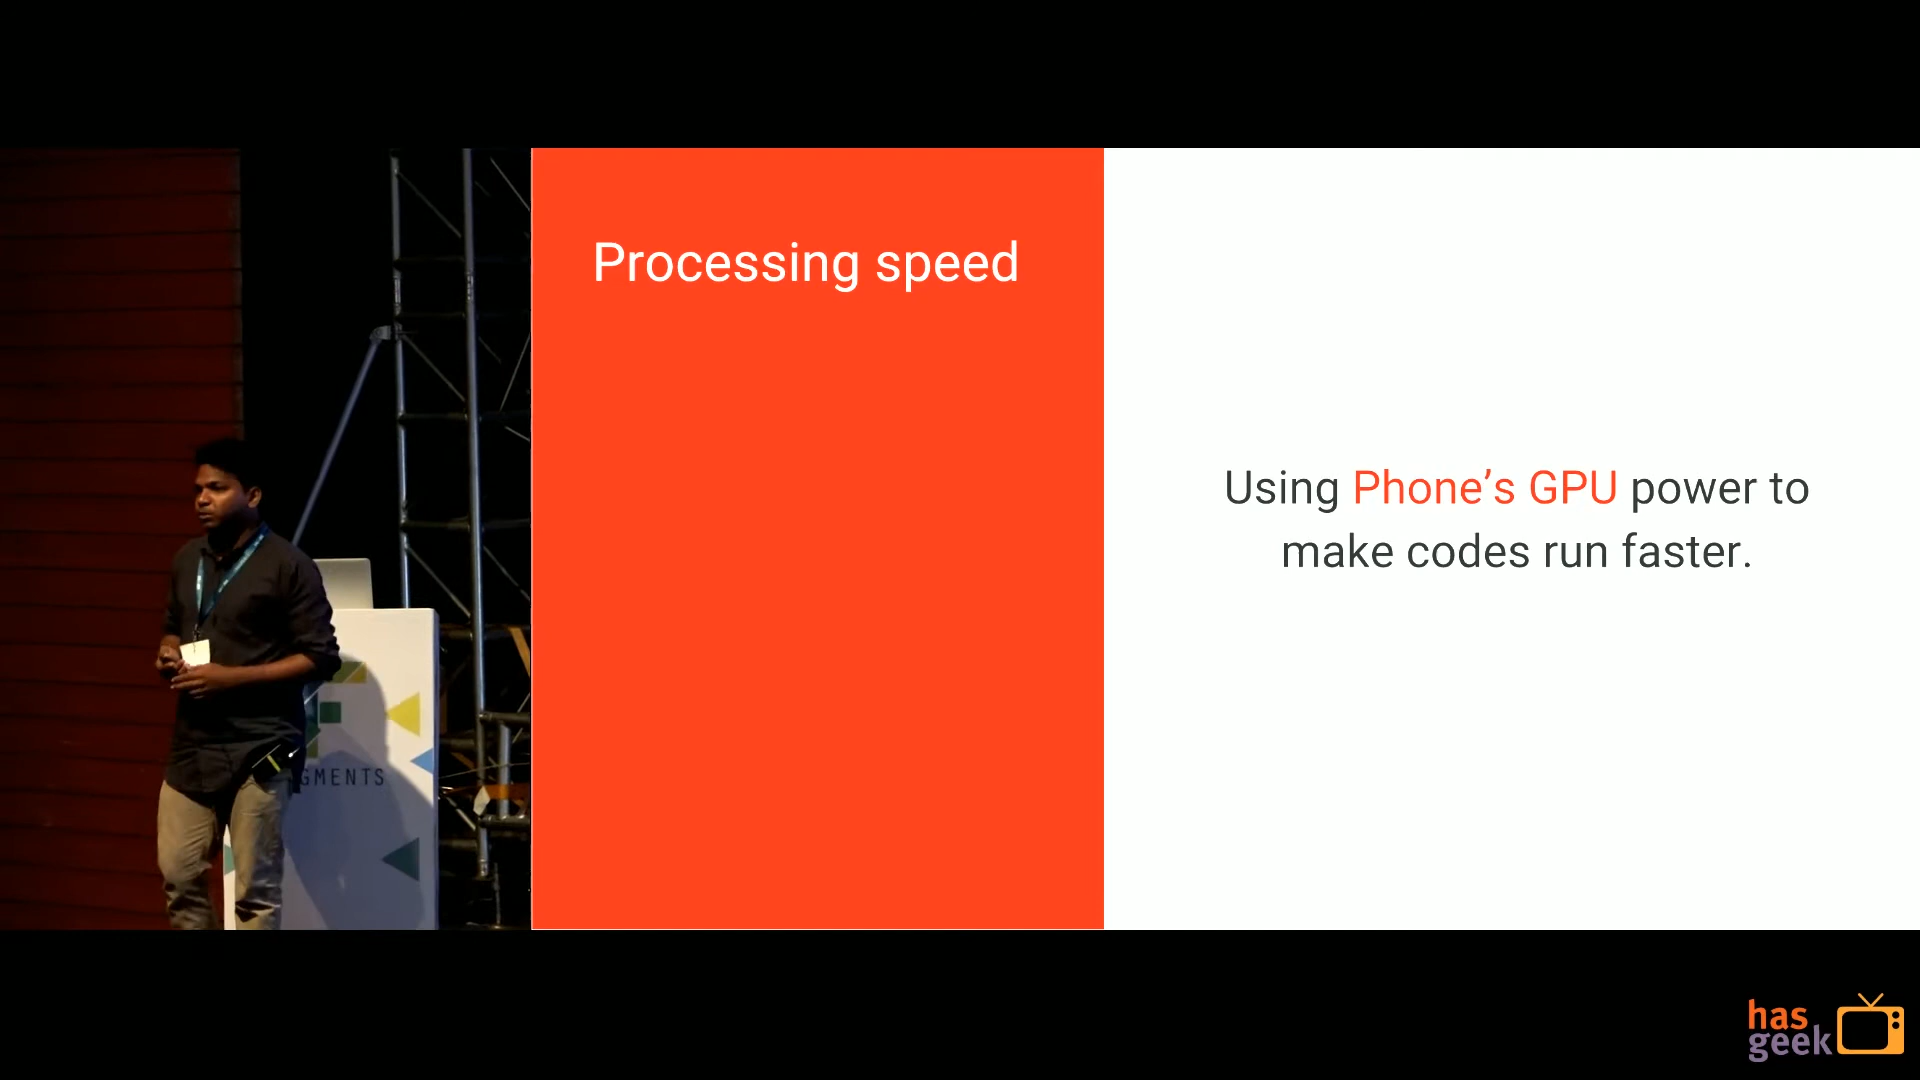 Processing speed
Using Phone’s GPU power to
make codes run faster.
GMENTS
has
geek